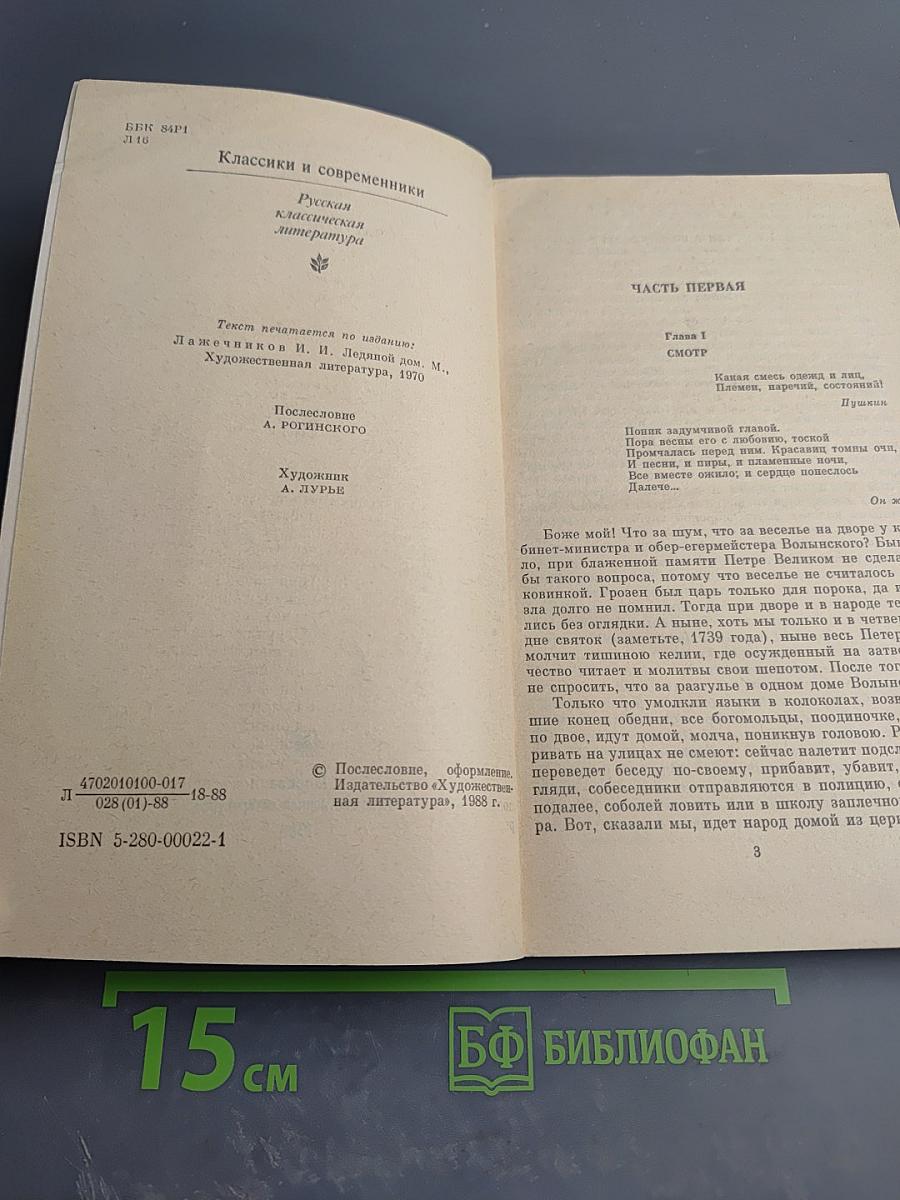 ББК 84Р1
Л 16
Классики и современники
Русская
классическая
литература
Текст печатается по изданию:
Лажечников И. И. Ледяной дом. М.,
Художественная литература, 1970
Послесловие
А. РОГИНСКОГО
Художник
А. ЛУРЬЕ
Л 4702010100-017 18-88
028(01)-88
© Послесловие, оформление.
Издательство «Художествен-
ная литература», 1988 г.
ISBN 5-280-00022-1
ЧАСТЬ ПЕРВАЯ
Глава I
СМОТР
Какая смесь одежд и лиц,
Племен, наречий, состояний!
Пушкин
Поник задумчивой главой.
Пора весны его с любовию, тоской
Промчалась перед ним. Красавиц томны очи,
И песни, и пиры, и пламенные ночи,
Все вместе ожило; и сердце понеслось
Далече...
Он ж
Боже мой! Что за шум, что за веселье на дворе у к
бинет-министра и обер-егермейстера Волынского? Бы
ло, при блаженной памяти Петре Великом не сдела
бы такого вопроса, потому что веселье не считалось
ковинкой. Грозен был царь только для порока, да и
зла долго не помнил. Тогда при дворе и в народе те
лись без оглядки. А ныне, хоть мы только и в четве
дне святок (заметьте, 1739 года), ныне весь Петер
молчит тишиною келии, где осужденный на затво
чество читает и молитвы свои шепотом. После тог
не спросить, что за разгулье в одном доме Волынс
Только что умолкли языки в колоколах, возв
шие конец обедни, все богомольцы, поодиночке,
по двое, идут домой, молча, поникнув головою. Р
ривать на улицах не смеют: сейчас налетит подсл
переведет беседу по-своему, прибавит, убавит,
гляди, собеседники отправляются в полицию, о
подалее, соболей ловить или в школу заплечно
ра. Вот, сказали мы, идет народ домой из церк
3
15 см
БФ БИБЛИОФАН